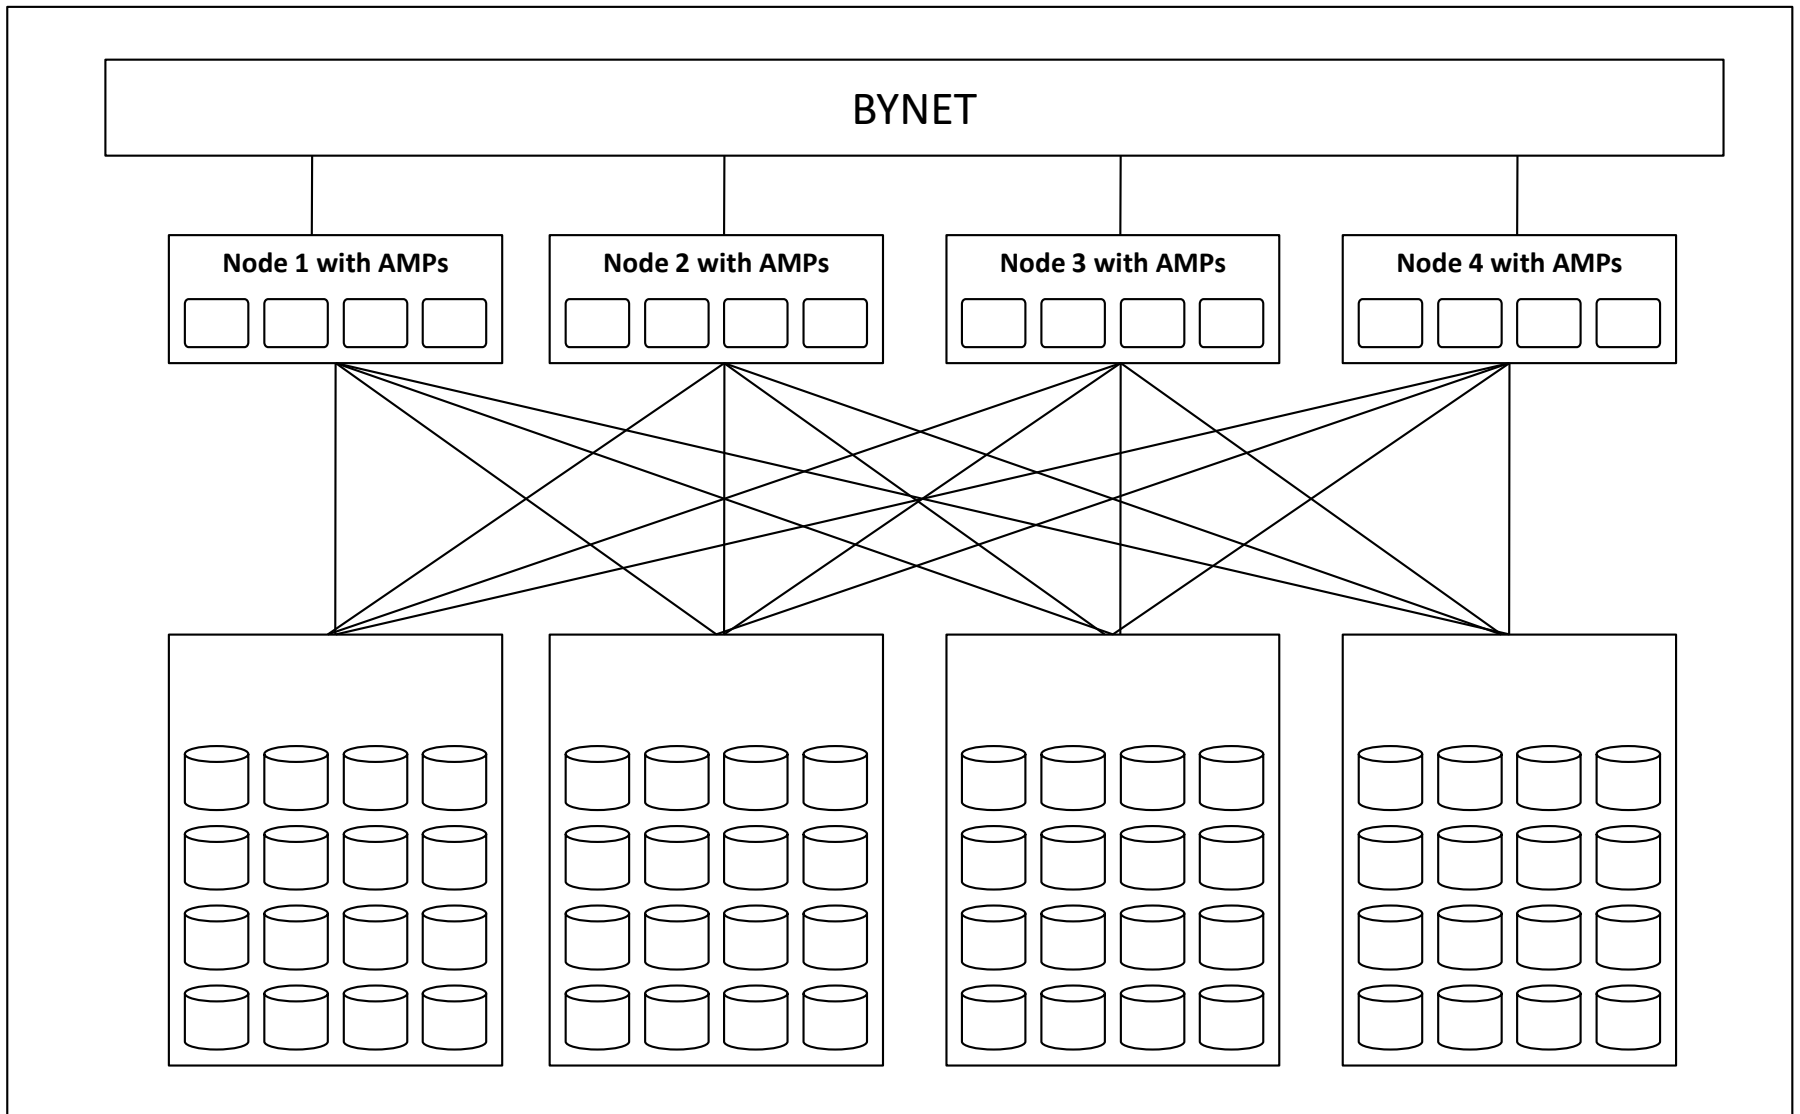 BYNET
Node 1 with AMPs
Node 2 with AMPs
Node 3 with AMPs
Node 4 with AMPs